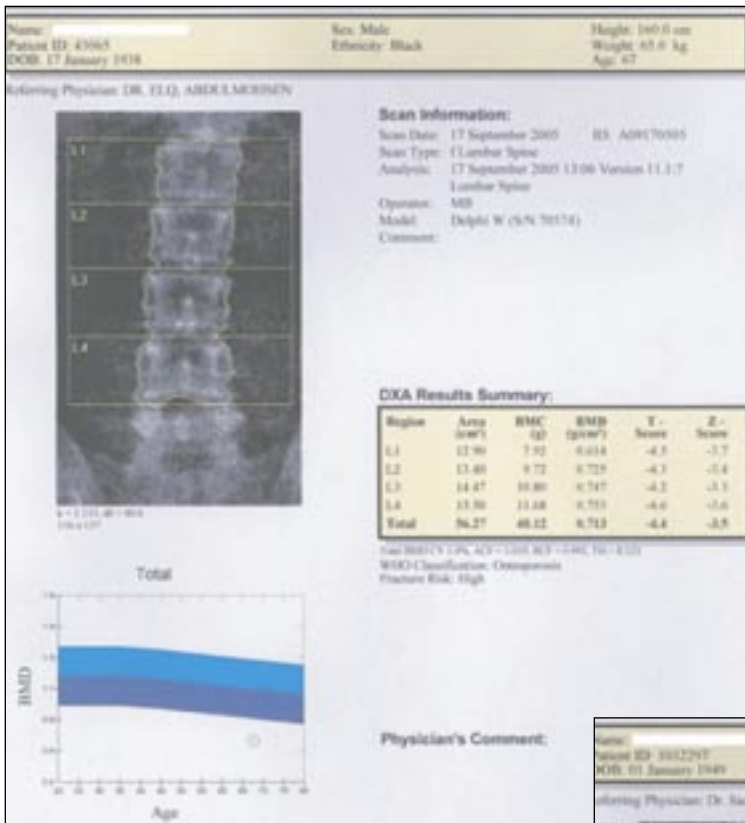 Name:
Patient ID: 43065
DOB: 17 January 1938
Sex: Male
Ethnicity: Black
Height: 160.0 cm
Weight: 65.0 kg
Age: 67
Referring Physician: DR. ELQ, ABDULMOHSEN
L1
L2
L3
L4
Scan Information:
Scan Date: 17 September 2005 ID: A09170505
Scan Type: f Lumbar Spine
Analysis: 17 September 2005 13:06 Version 11.1:7
Lumbar Spine
Operator: MB
Model: Delphi W (S/N 70574)
Comment:
DXA Results Summary:
Region Area (cm²) BMC (g) BMD (g/cm²) T-Score Z-Score
L1 12.90 7.92 0.614 -4.3 -3.7
L2 13.40 9.72 0.725 -4.3 -3.4
L3 14.47 10.80 0.747 -4.2 -3.3
L4 15.50 11.68 0.753 -3.6
Total 56.27 40.12 0.713 -4.4 -3.5
WHO Classification: Osteoporosis
Fracture Risk: High
Total
BMD
Age
Physician's Comment:
Name:
Patient ID: 1012297
DOB: 01 January 1949
Referring Physician: Dr.